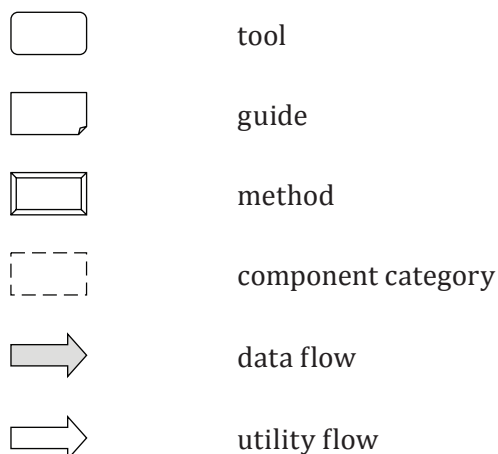 tool
guide
method
component category
data flow
utility flow